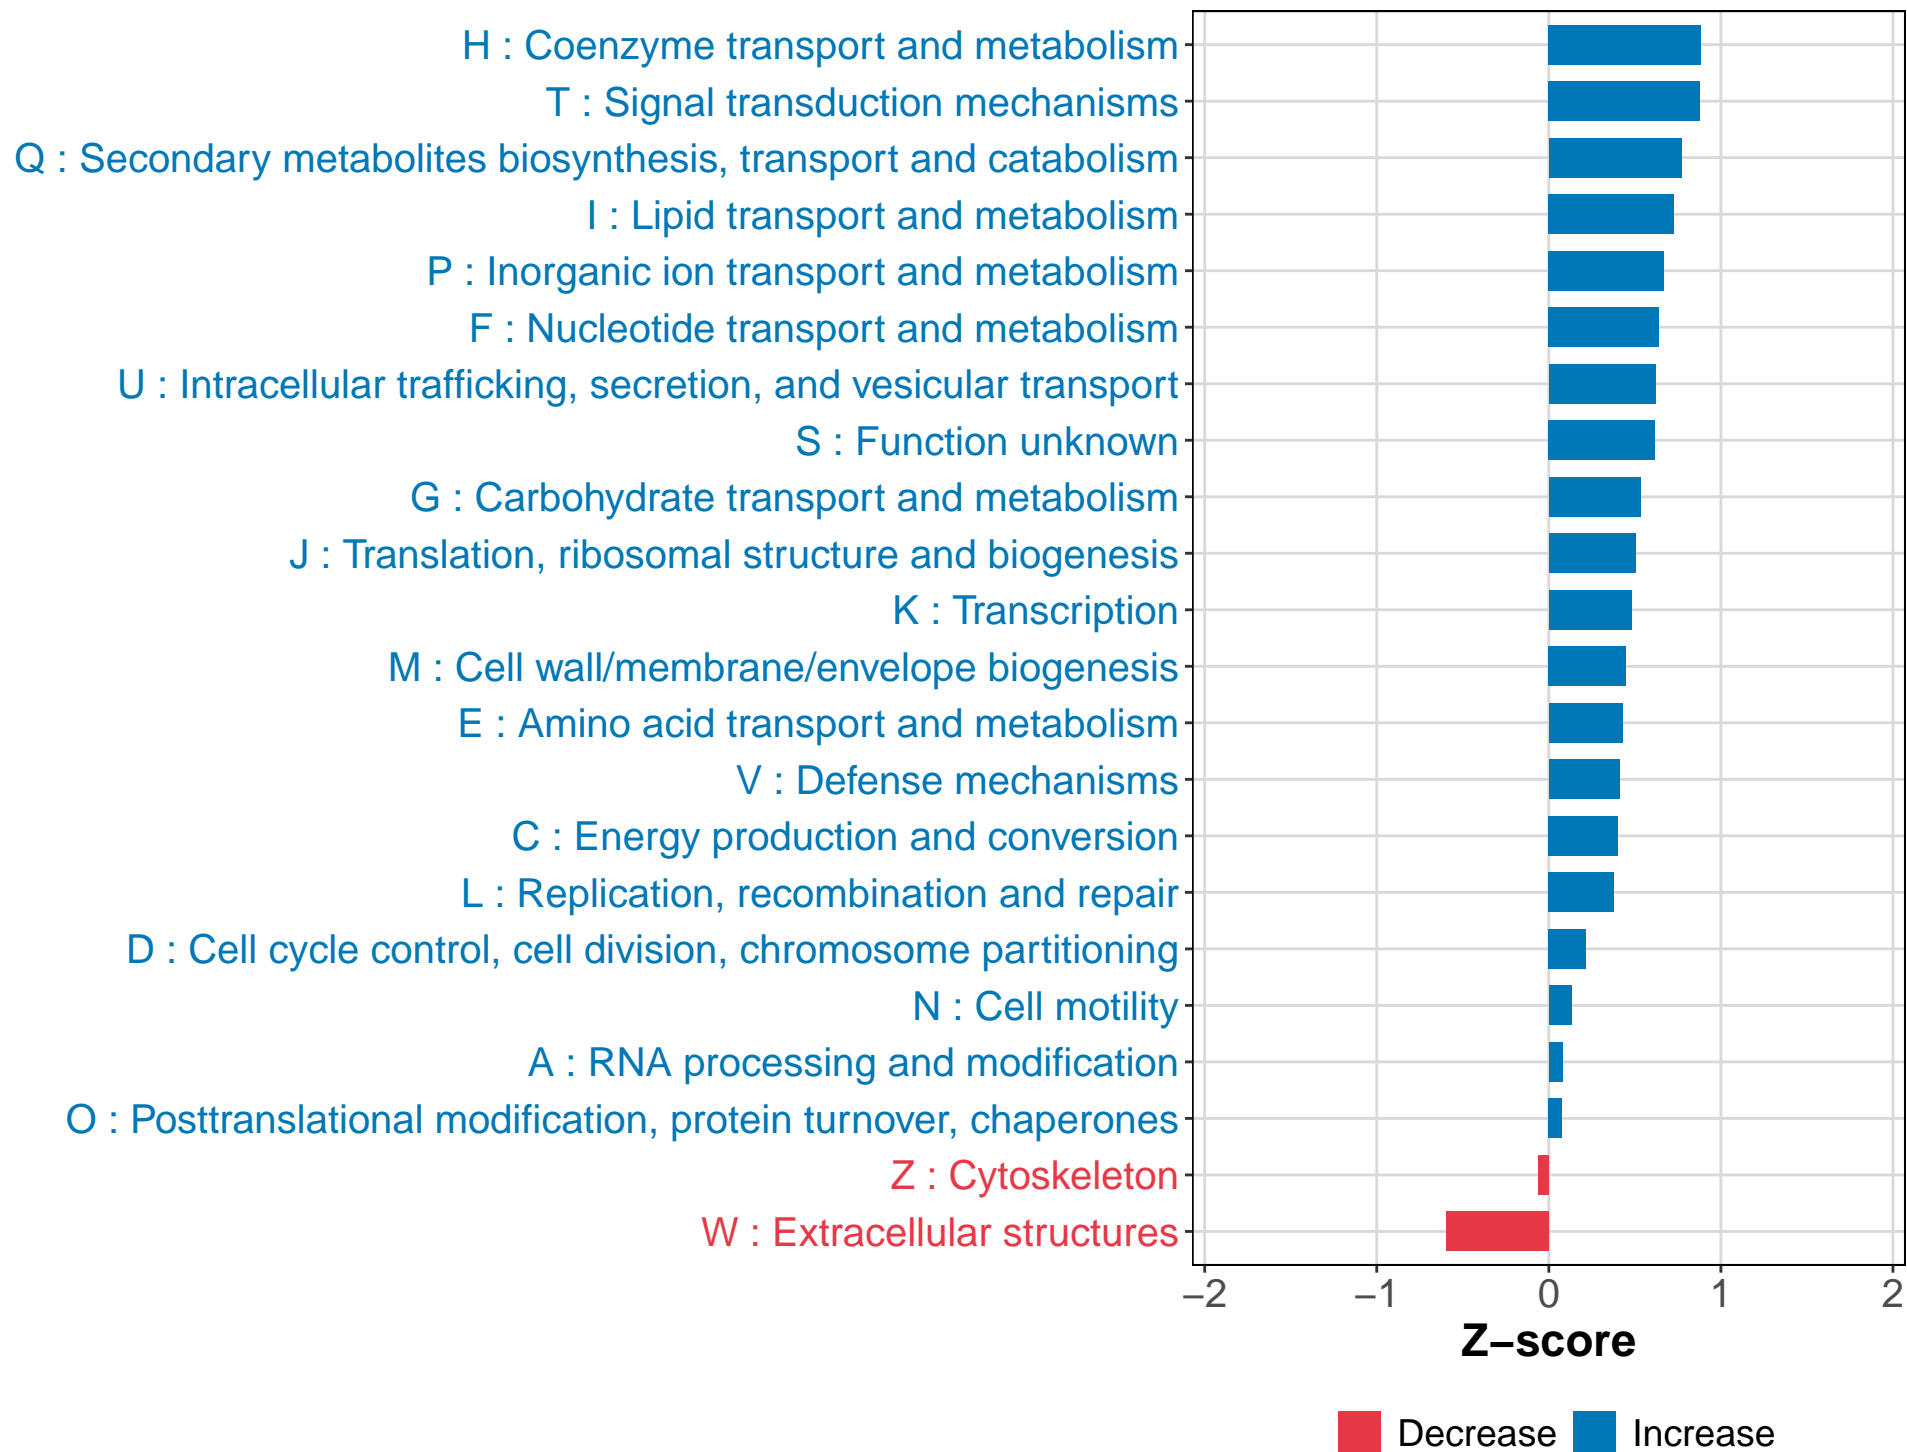 H : Coenzyme transport and metabolism
T : Signal transduction mechanisms
Q : Secondary metabolites biosynthesis, transport and catabolism
I : Lipid transport and metabolism
P : Inorganic ion transport and metabolism
F : Nucleotide transport and metabolism
U : Intracellular trafficking, secretion, and vesicular transport
S : Function unknown
G : Carbohydrate transport and metabolism
J : Translation, ribosomal structure and biogenesis
K : Transcription
M : Cell wall/membrane/envelope biogenesis
E : Amino acid transport and metabolism
V : Defense mechanisms
C : Energy production and conversion
L : Replication, recombination and repair
D : Cell cycle control, cell division, chromosome partitioning
N : Cell motility
A : RNA processing and modification
O : Posttranslational modification, protein turnover, chaperones
Z : Cytoskeleton
W : Extracellular structures
−2 −1 0 1 2
Z−score
Decrease Increase